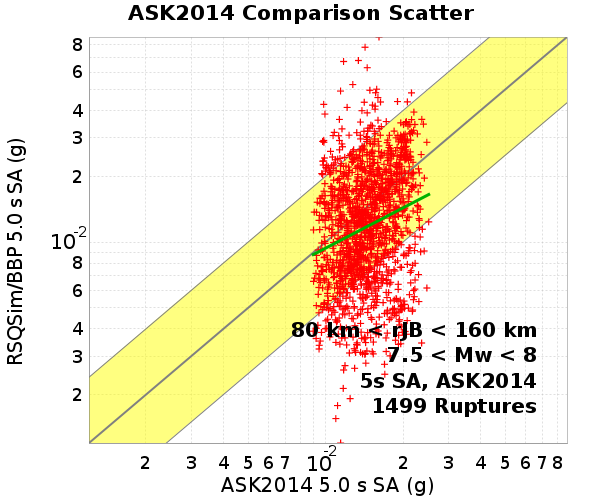 ASK2014 Comparison Scatter
RSQSim/BBP 5.0 s SA (g)
8
6
4
3
2
10⁻²
8
6
4
3
2
80 km < rJB < 160 km
7.5 < Mw < 8
5s SA, ASK2014
1499 Ruptures
2 3 4 5 6 7 10⁻² 2 3 4 5 6 7 8
ASK2014 5.0 s SA (g)